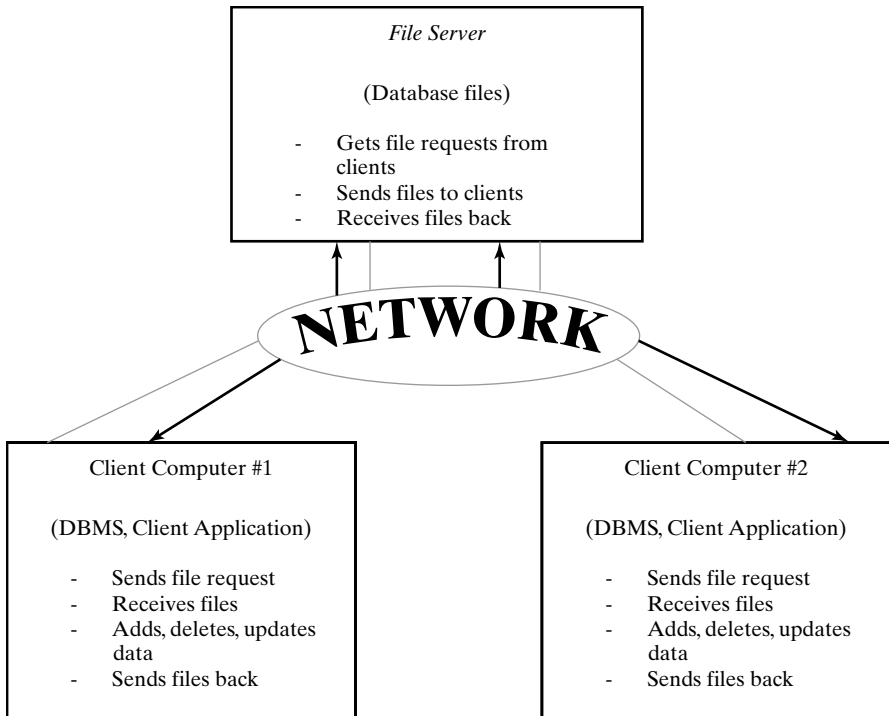 File Server
(Database files)
- Gets file requests from
clients
- Sends files to clients
- Receives files back
NETWORK
Client Computer #1
(DBMS, Client Application)
- Sends file request
- Receives files
- Adds, deletes, updates
data
- Sends files back
Client Computer #2
(DBMS, Client Application)
- Sends file request
- Receives files
- Adds, deletes, updates
data
- Sends files back